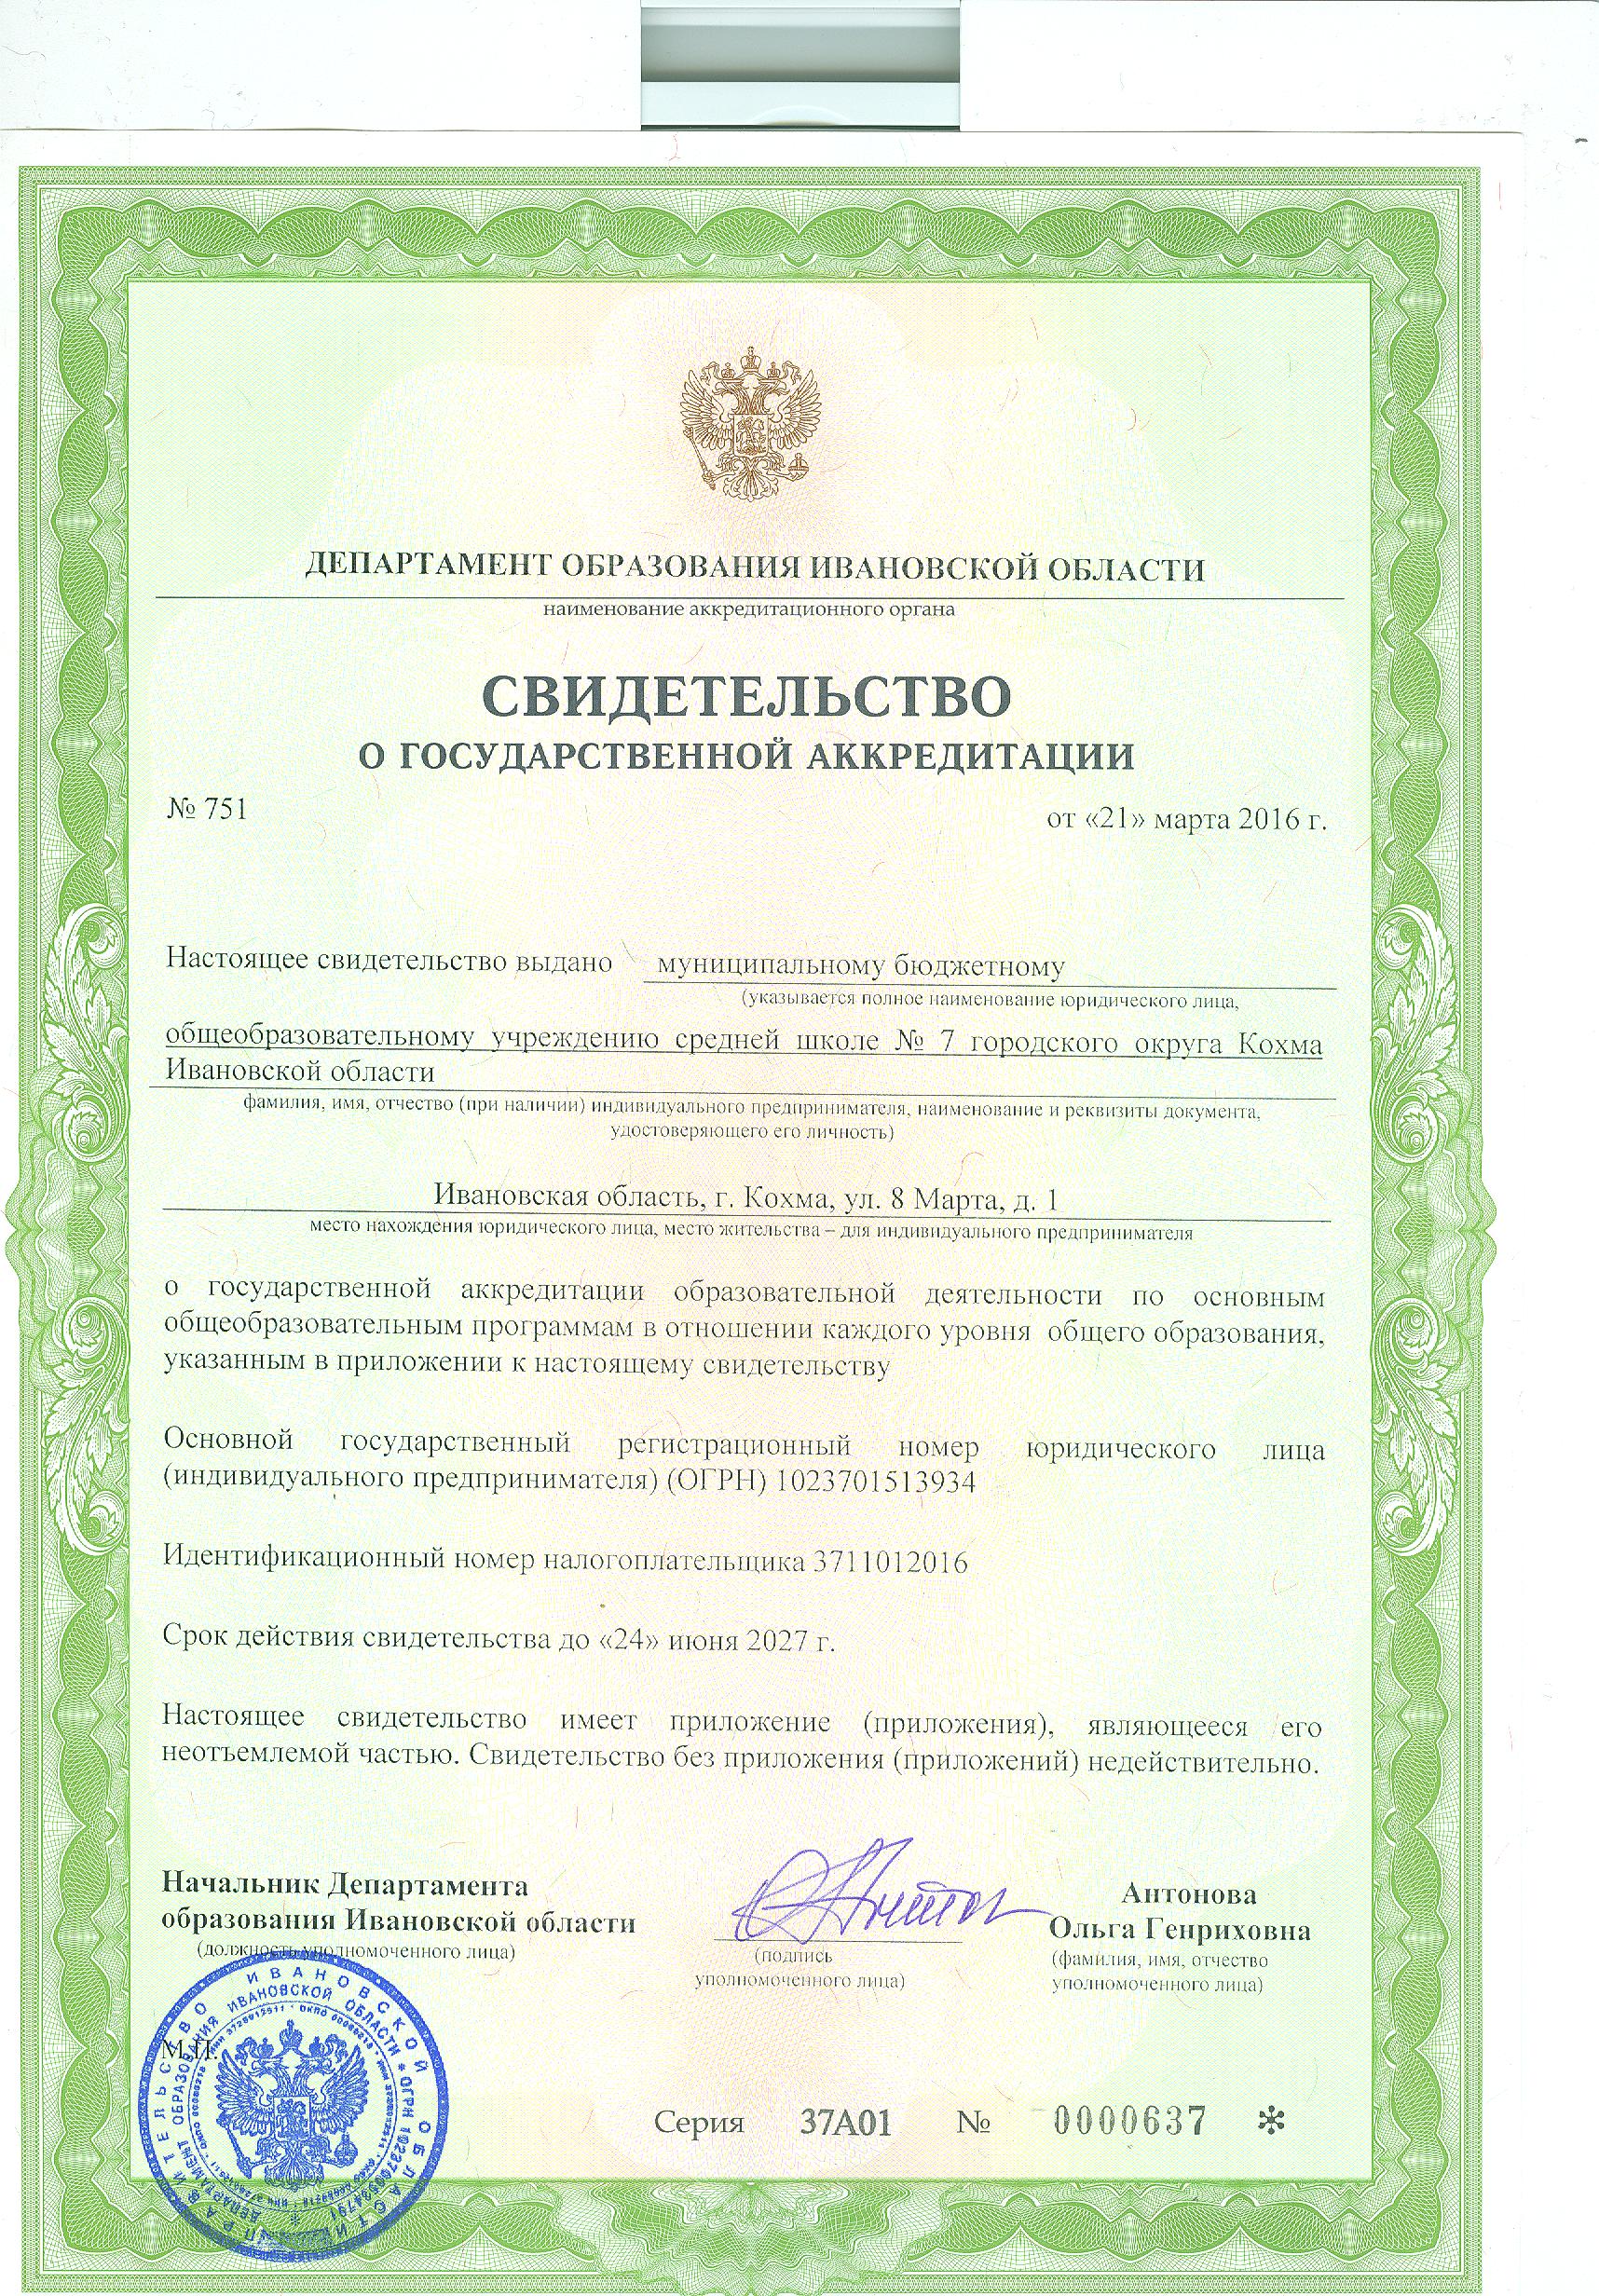 ДЕПАРТАМЕНТ ОБРАЗОВАНИЯ ИВАНОВСКОЙ ОБЛАСТИ
наименование аккредитационного органа
СВИДЕТЕЛЬСТВО
О ГОСУДАРСТВЕННОЙ АККРЕДИТАЦИИ
№ 751
от «21» марта 2016 г.
Настоящее свидетельство выдано муниципальному бюджетному
(указывается полное наименование юридического лица,
общеобразовательному учреждению средней школе № 7 городского округа Кохма
Ивановской области
фамилия, имя, отчество (при наличии) индивидуального предпринимателя, наименование и реквизиты документа,
удостоверяющего его личность)
Ивановская область, г. Кохма, ул. 8 Марта, д. 1
место нахождения юридического лица, место жительства – для индивидуального предпринимателя
о государственной аккредитации образовательной деятельности по основным
общеобразовательным программам в отношении каждого уровня общего образования,
указанным в приложении к настоящему свидетельству
Основной государственный регистрационный номер юридического лица
(индивидуального предпринимателя) (ОГРН) 1023701513934
Идентификационный номер налогоплательщика 3711012016
Срок действия свидетельства до «24» июня 2027 г.
Настоящее свидетельство имеет приложение (приложения), являющееся его
неотъемлемой частью. Свидетельство без приложения (приложений) недействительно.
Начальник Департамента
образования Ивановской области
(должность уполномоченного лица)
(подпись
уполномоченного лица)
Антонова
Ольга Генриховна
(фамилия, имя, отчество
уполномоченного лица)
М.П.
ПРАВИТЕЛЬСТВО ИВАНОВСКОЙ ОБЛАСТИ
ДЕПАРТАМЕНТ ОБРАЗОВАНИЯ ИВАНОВСКОЙ ОБЛАСТИ * ОГРН
Серия 37А01 № 0000637 *